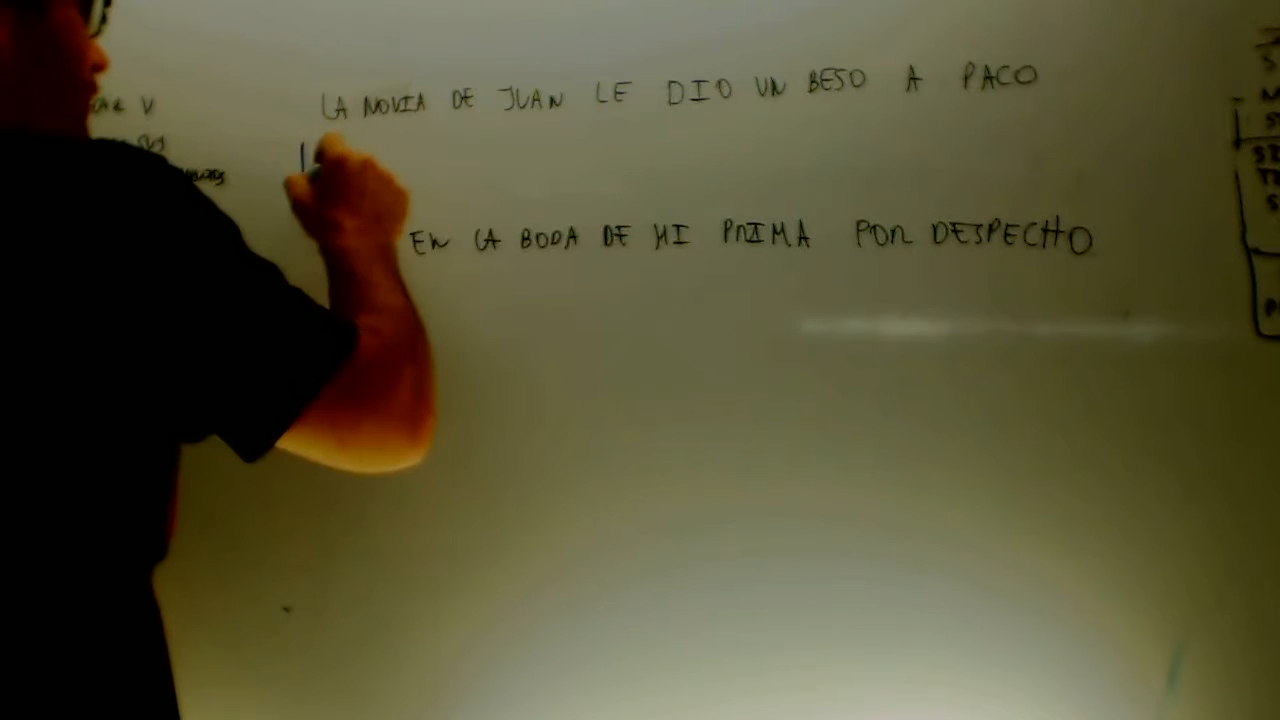 LA NOVIA DE JUAN LE DIO UN BESO A PACO
EN LA BODA DE MI PRIMA POR DESPECHO